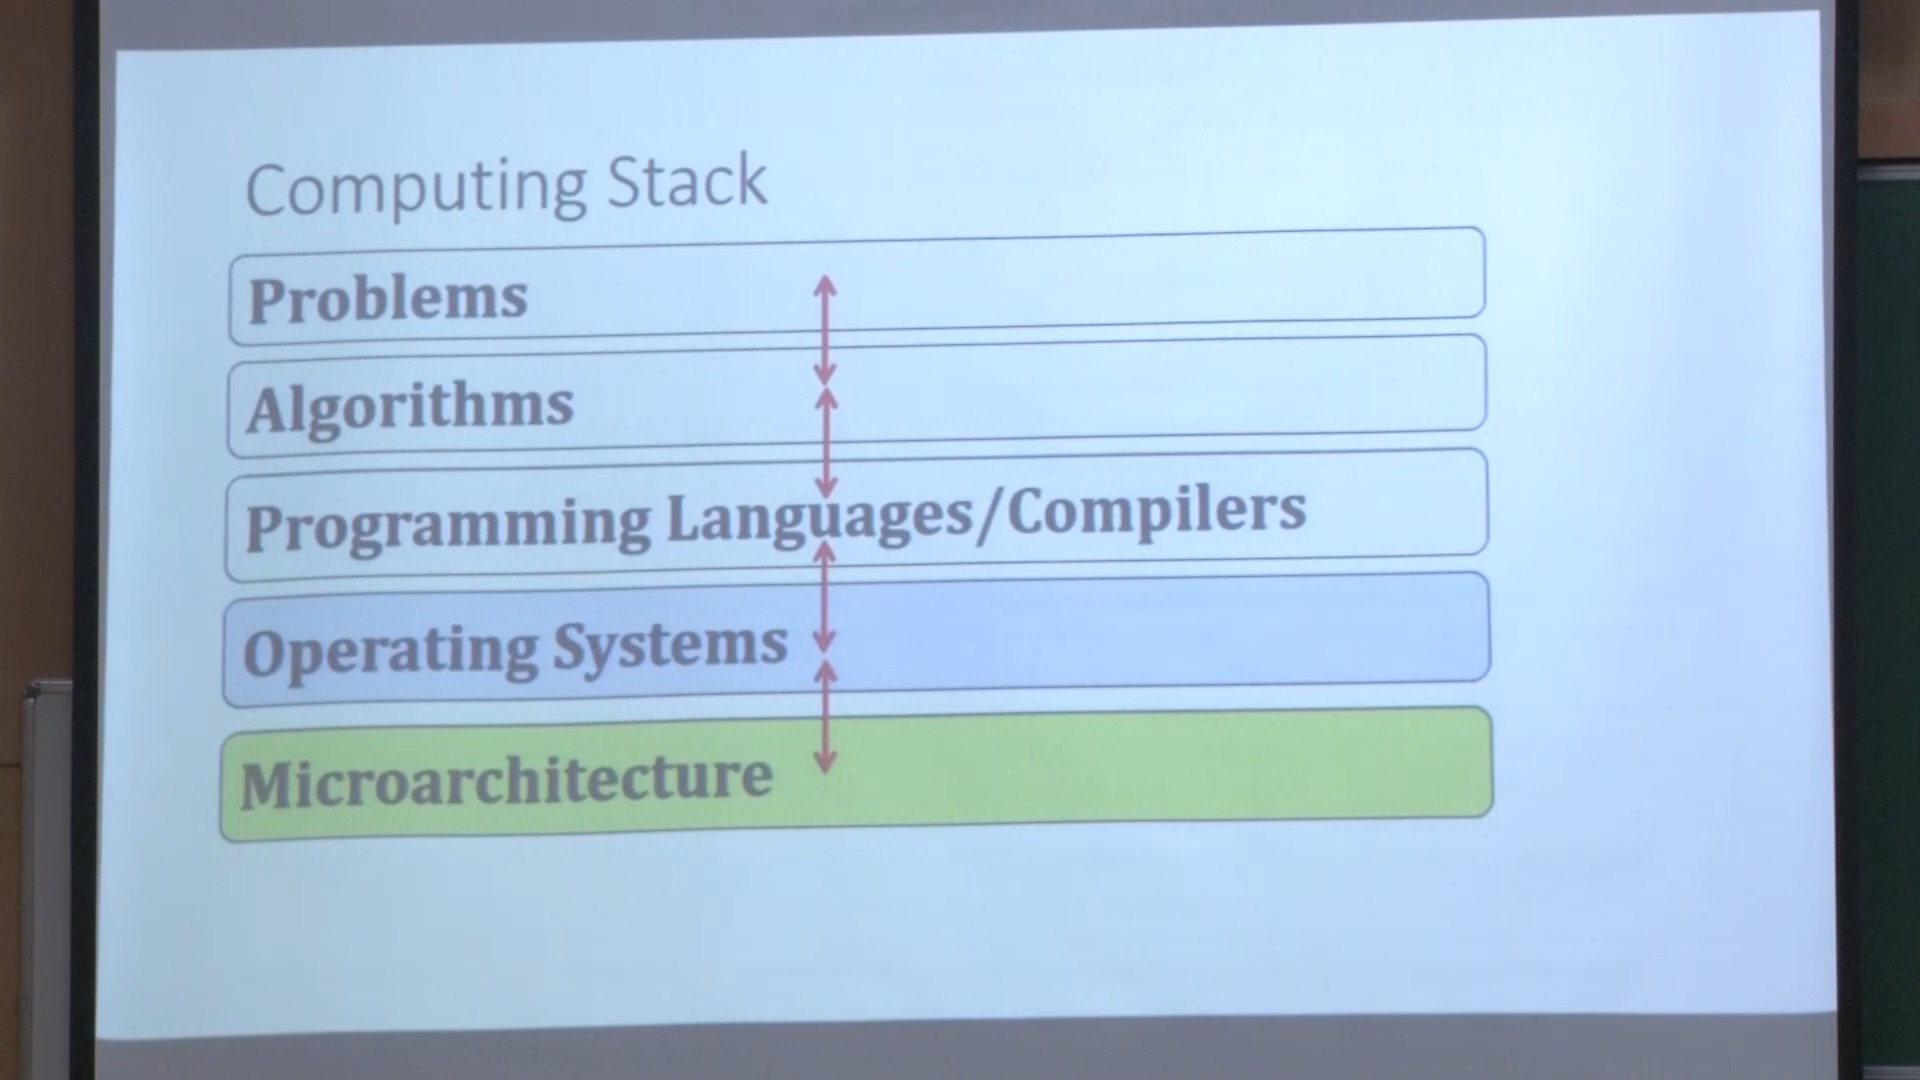 Computing Stack
Problems
Algorithms
Programming Languages/Compilers
Operating Systems
Microarchitecture